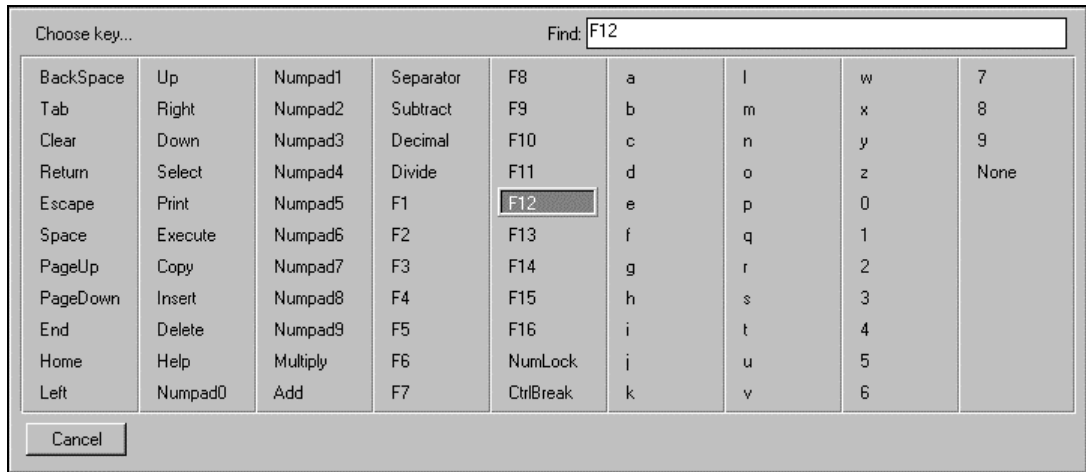 Choose key... Find: F12
BackSpace Up Numpad1 Separator F8 a l w 7
Tab Right Numpad2 Subtract F9 b m x 8
Clear Down Numpad3 Decimal F10 c n y 9
Return Select Numpad4 Divide F11 d o z None
Escape Print Numpad5 F1 F12 e p 0
Space Execute Numpad6 F2 F13 f q 1
PageUp Copy Numpad7 F3 F14 g r 2
PageDown Insert Numpad8 F4 F15 h s 3
End Delete Numpad9 F5 F16 i t 4
Home Help Multiply F6 NumLock j u 5
Left Numpad0 Add F7 CtrlBreak k v 6
Cancel